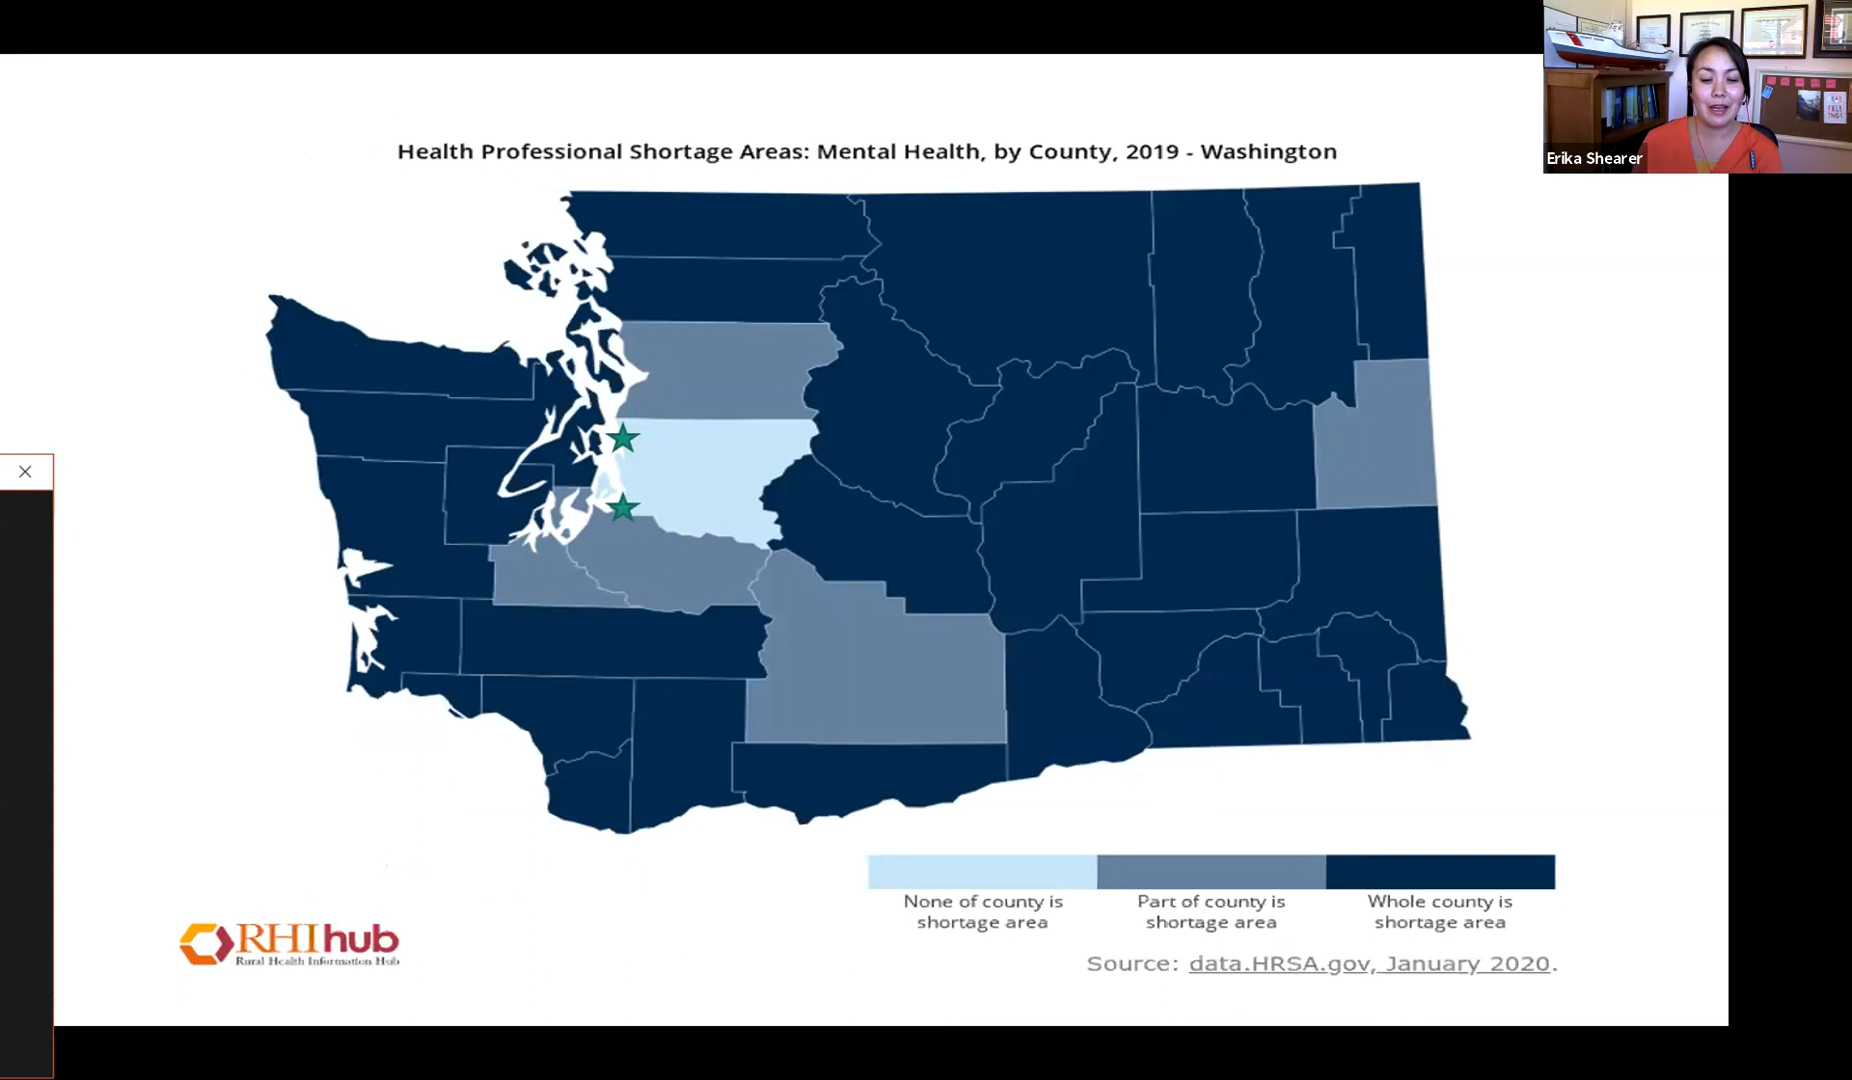 Health Professional Shortage Areas: Mental Health, by County, 2019 - Washington
Erika Shearer
None of county is
shortage area
Part of county is
shortage area
Whole county is
shortage area
RHIhub
Rural Health Information Hub
Source: data.HRSA.gov, January 2020.